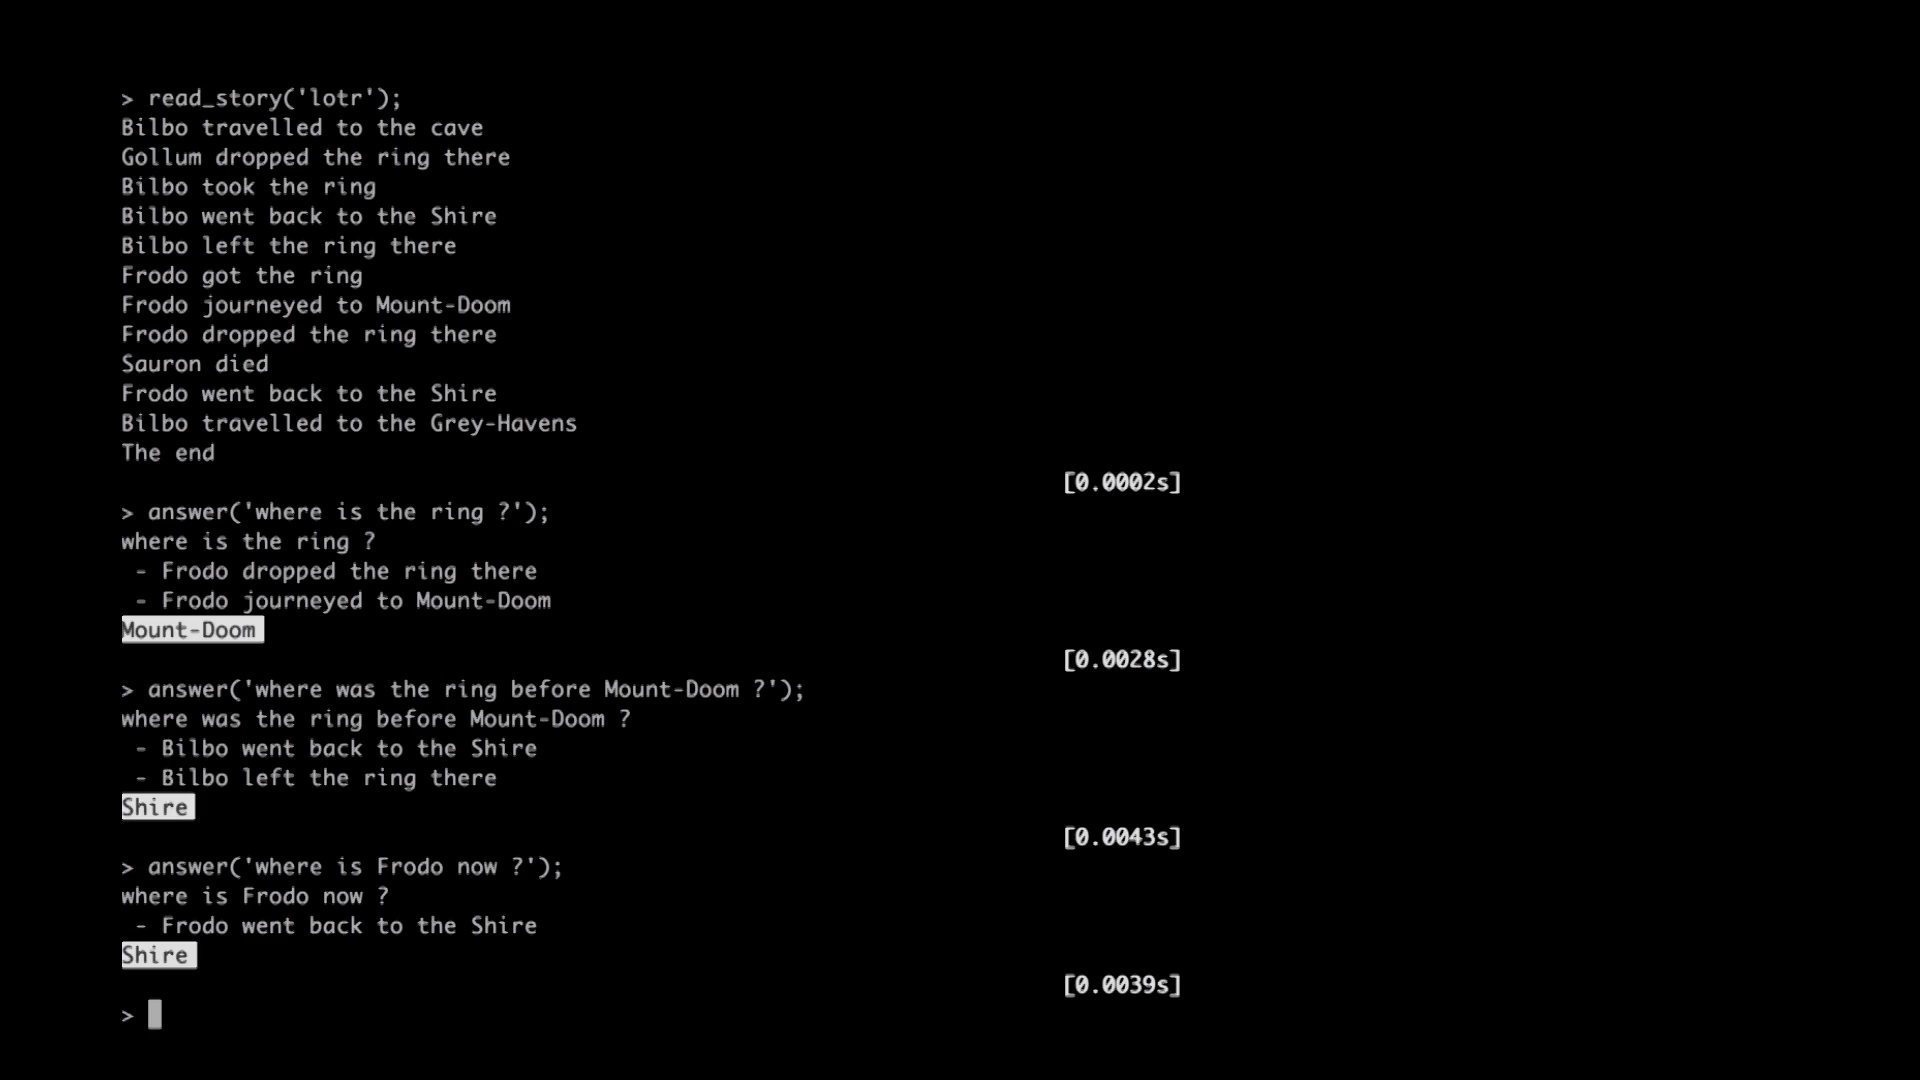 > read_story('lotr');
Bilbo travelled to the cave
Gollum dropped the ring there
Bilbo took the ring
Bilbo went back to the Shire
Bilbo left the ring there
Frodo got the ring
Frodo journeyed to Mount-Doom
Frodo dropped the ring there
Sauron died
Frodo went back to the Shire
Bilbo travelled to the Grey-Havens
The end
[0.0002s]
> answer('where is the ring ?');
where is the ring ?
- Frodo dropped the ring there
- Frodo journeyed to Mount-Doom
Mount-Doom
[0.0028s]
> answer('where was the ring before Mount-Doom ?');
where was the ring before Mount-Doom ?
- Bilbo went back to the Shire
- Bilbo left the ring there
Shire
[0.0043s]
> answer('where is Frodo now ?');
where is Frodo now ?
- Frodo went back to the Shire
Shire
[0.0039s]
>